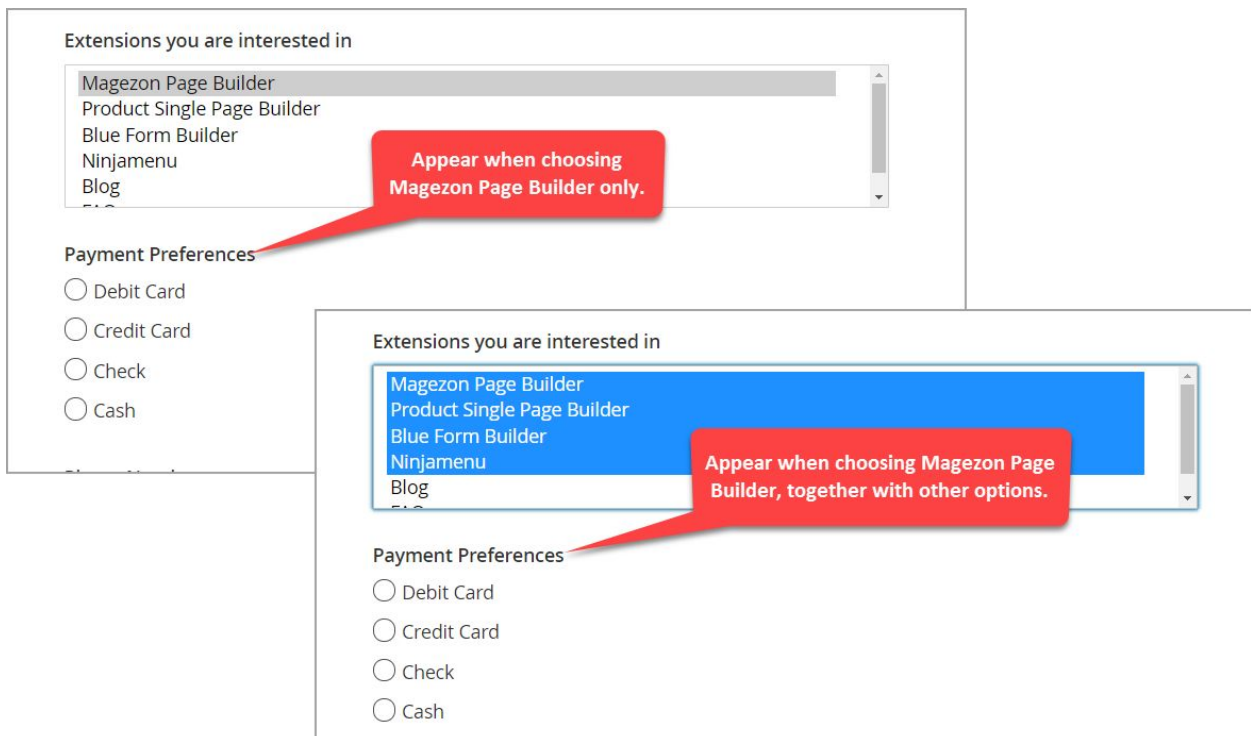 Extensions you are interested in
Magezon Page Builder
Product Single Page Builder
Blue Form Builder
Ninjamenu
Blog
Appear when choosing
Magezon Page Builder only.
Payment Preferences
Debit Card
Credit Card
Check
Cash
Extensions you are interested in
Magezon Page Builder
Product Single Page Builder
Blue Form Builder
Ninjamenu
Blog
Appear when choosing Magezon Page
Builder, together with other options.
Payment Preferences
Debit Card
Credit Card
Check
Cash